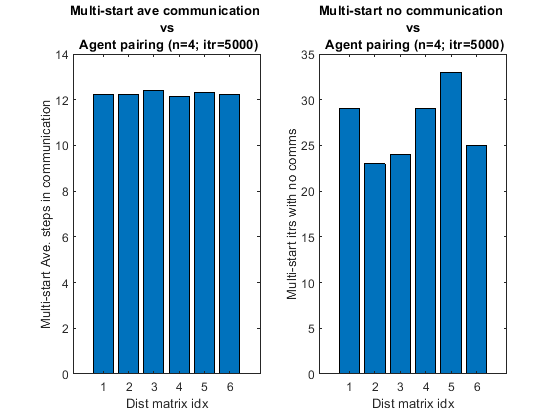 Multi-start ave communication
vs
Agent pairing (n=4; itr=5000)
14
12
10
8
6
4
2
0
Multi-start Ave. steps in communication
1 2 3 4 5 6
Dist matrix idx
Multi-start no communication
vs
Agent pairing (n=4; itr=5000)
35
30
25
20
15
10
5
0
Multi-start itrs with no comms
1 2 3 4 5 6
Dist matrix idx